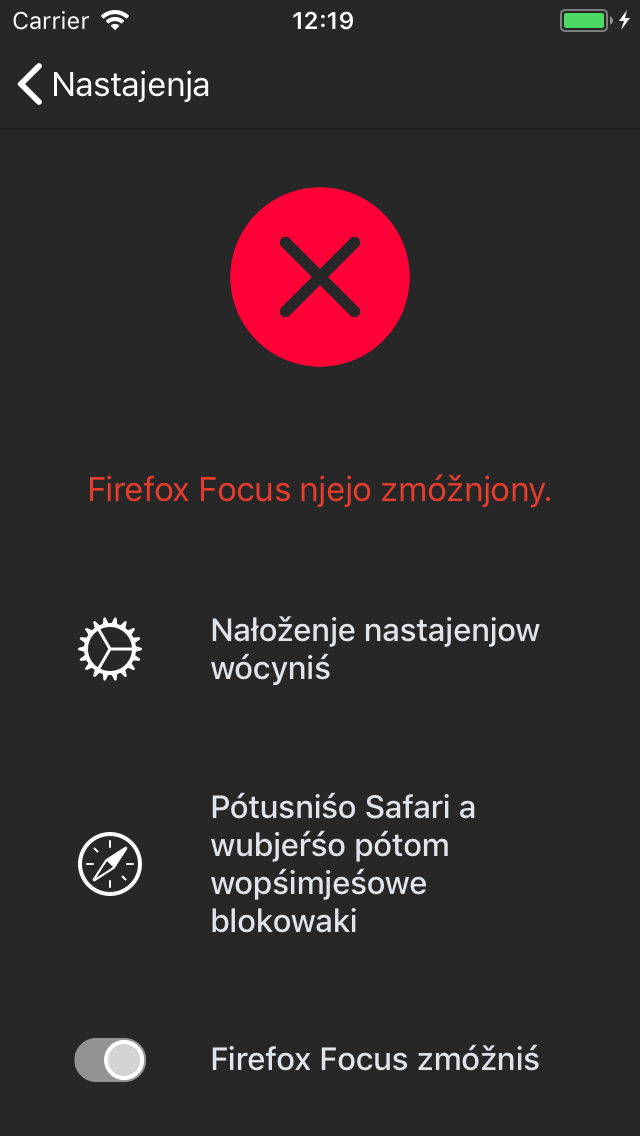 Carrier 12:19
Nastajenja
Firefox Focus njejo zmóžnjony.
Nałoženje nastajenjow
wócyniś
Pótusniśo Safari a
wubjeŕśo pótom
wopśimjeśowe
blokowaki
Firefox Focus zmóžniś